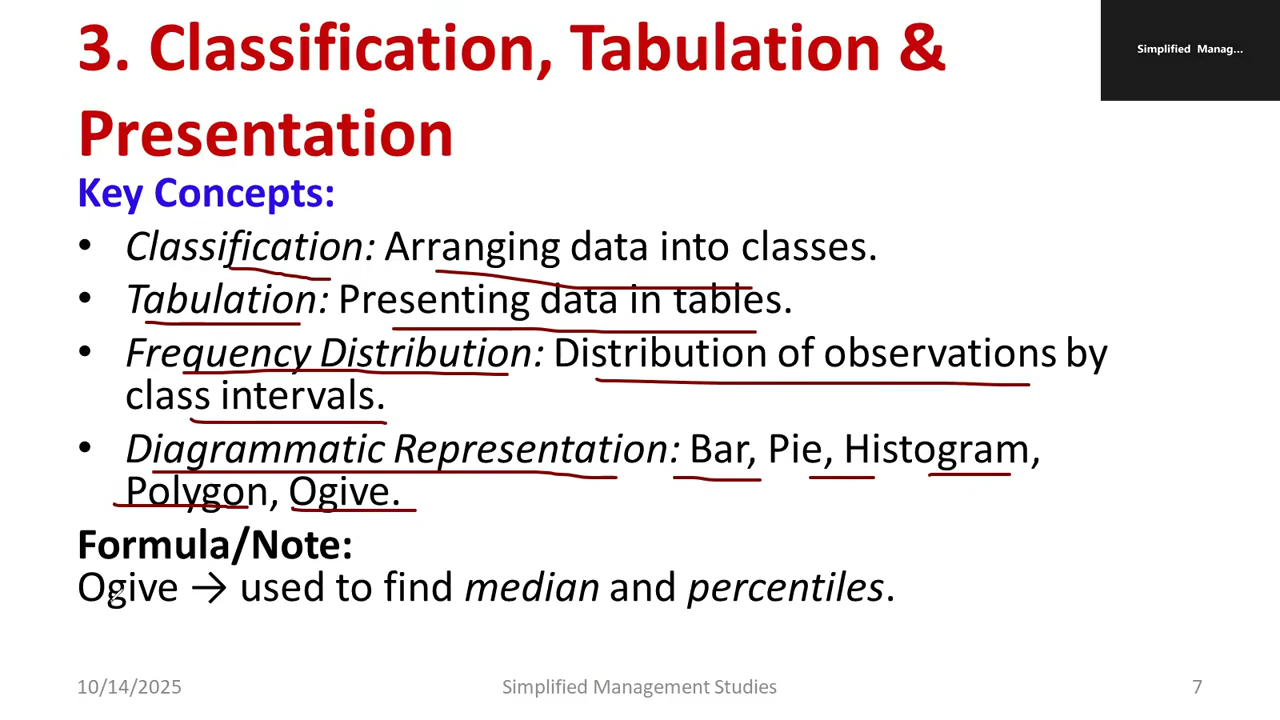 3. Classification, Tabulation &
Simplified Manag...
Presentation
Key Concepts:
• Classification: Arranging data into classes.
• Tabulation: Presenting data in tables.
• Frequency Distribution: Distribution of observations by
class intervals.
• Diagrammatic Representation: Bar, Pie, Histogram,
Polygon, Ogive.
Formula/Note:
Ogive → used to find median and percentiles.
10/14/2025
Simplified Management Studies
7